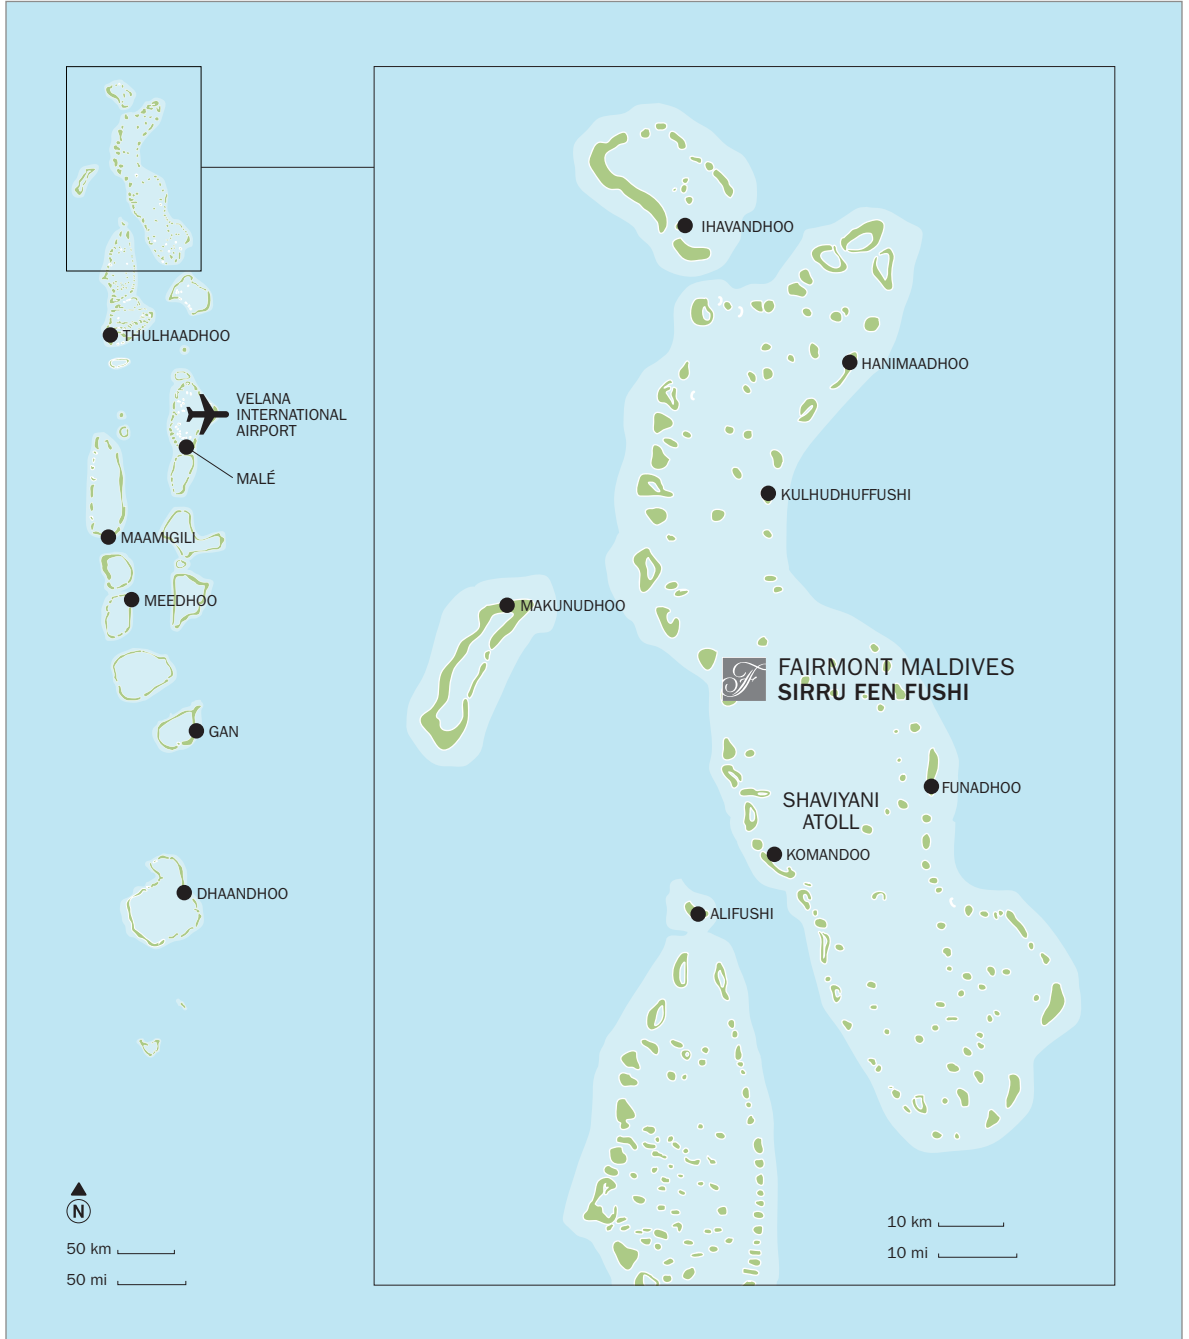 THULHAADHOO
VELANA
INTERNATIONAL
AIRPORT
MALÉ
MAAMIGILI
MEEDHOO
GAN
DHAANDHOO
N
50 km
50 mi
IHAVANDHOO
HANIMAADHOO
KULHUDHUFFUSHI
MAKUNUDHOO
F
FAIRMONT MALDIVES
SIRRU FEN FUSHI
FUNADHOO
SHAVIYANI
ATOLL
KOMANDOO
ALIFUSHI
10 km
10 mi